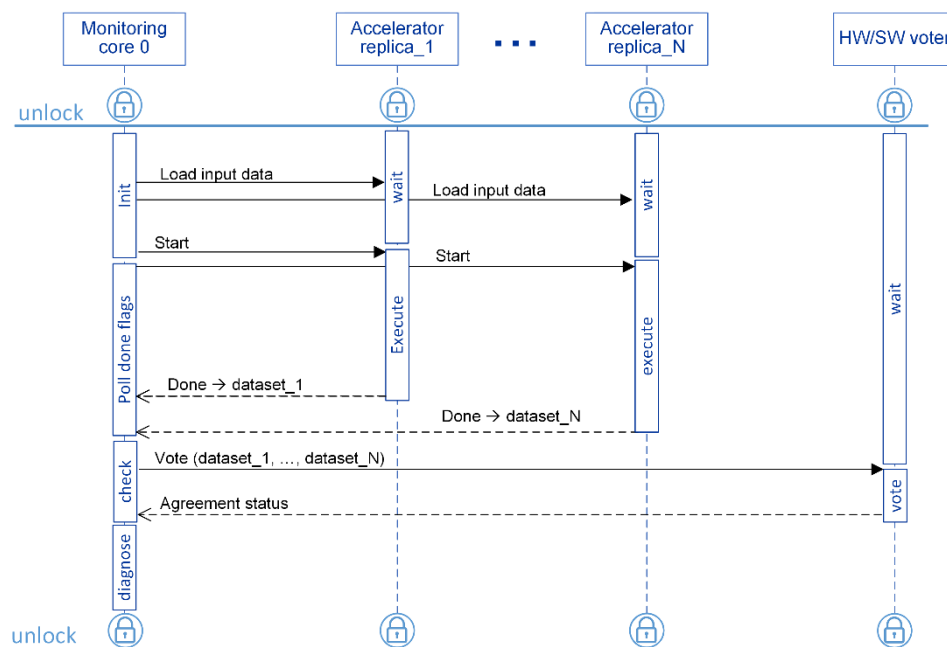 Monitoring
core 0
Accelerator
replica_1
Accelerator
replica_N
HW/SW voter
unlock
Init
wait
wait
wait
Load input data
Load input data
Start
Start
Poll done flags
Execute
execute
Done → dataset_1
Done → dataset_N
check
Vote (dataset_1, ..., dataset_N)
vote
Agreement status
diagnose
unlock